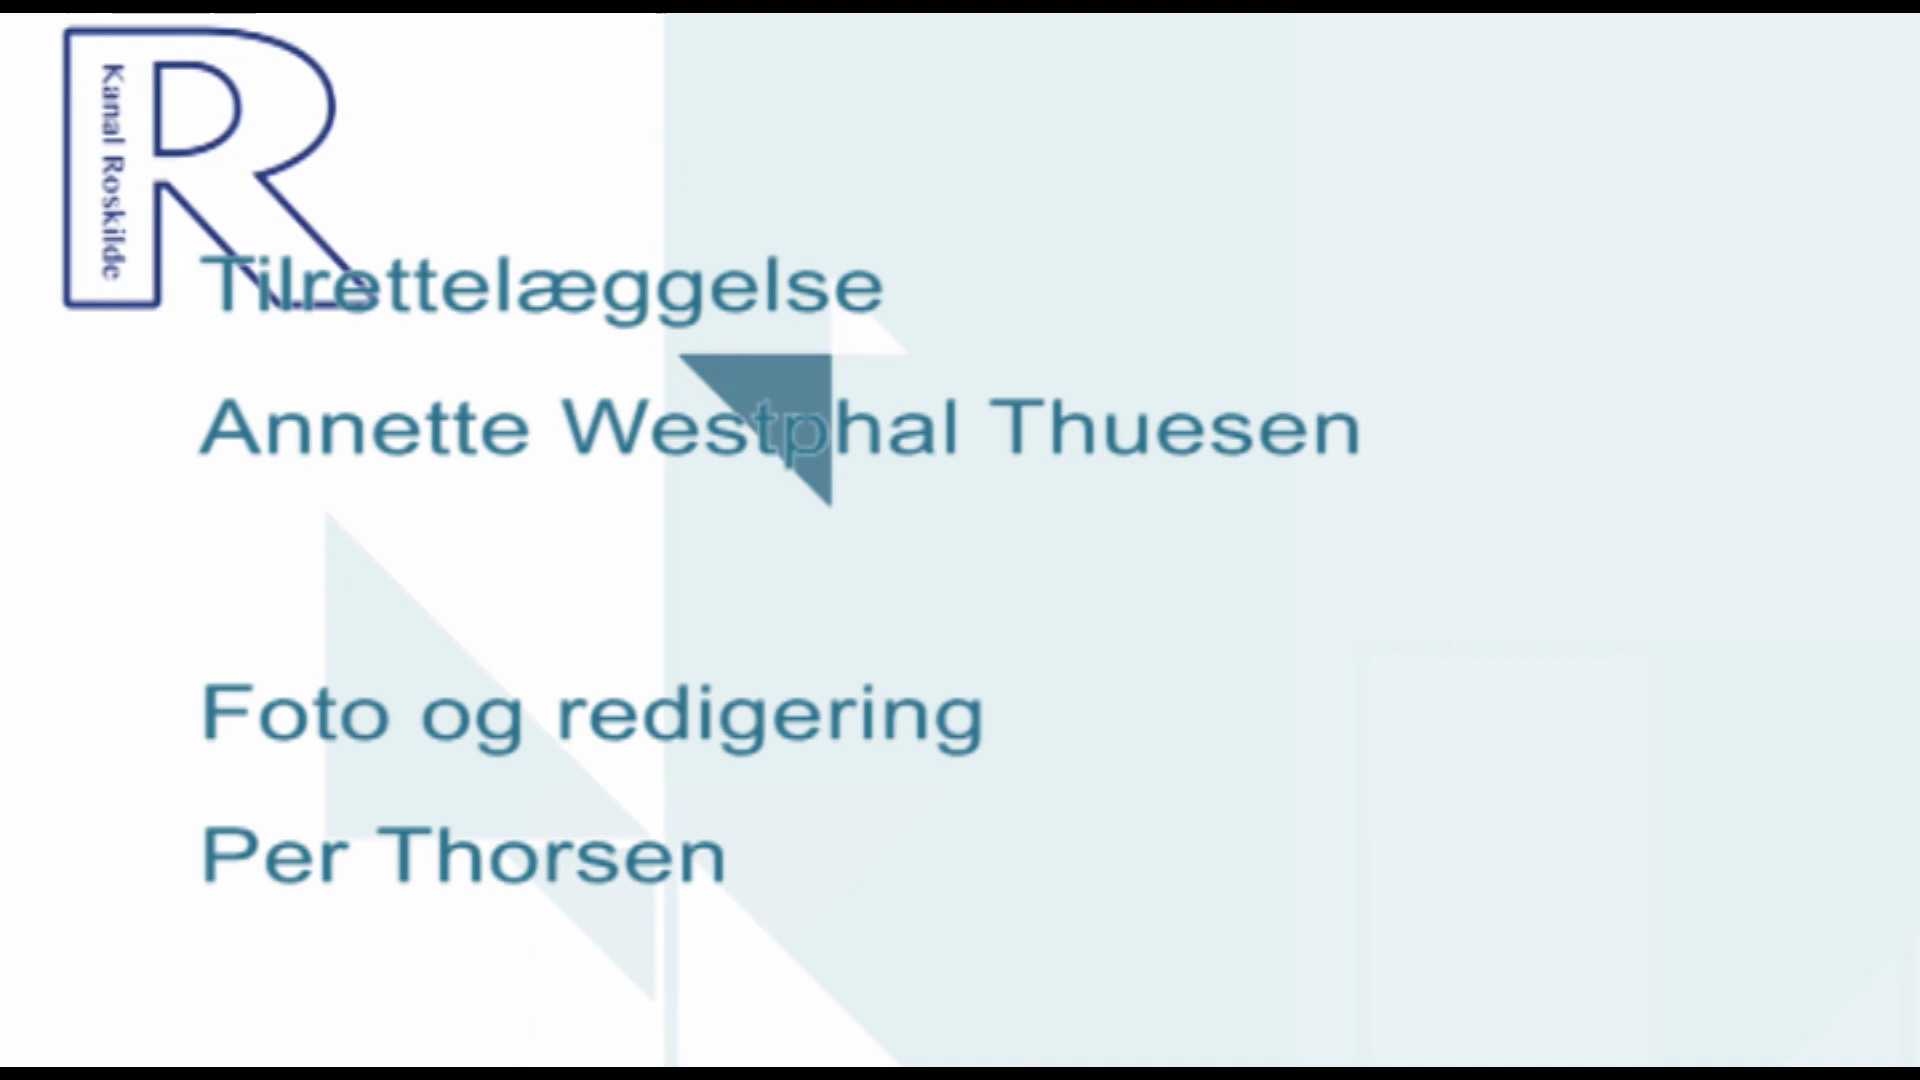 R
Kanal Roskilde
Tilrettelæggelse
Annette Westphal Thuesen
Foto og redigering
Per Thorsen